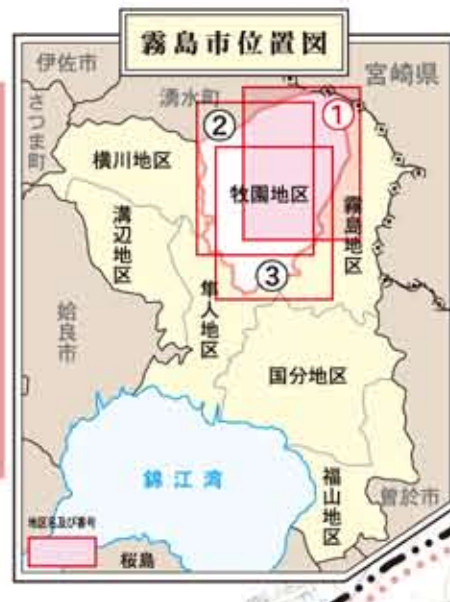 霧島市位置図
伊佐市
宮崎県
湧水町
さつま町
①
②
横川地区
牧園地区
溝辺地区
霧島地区
③
隼人地区
姶良市
国分地区
錦江湾
福山地区
曽於市
地区名及び番号
桜島